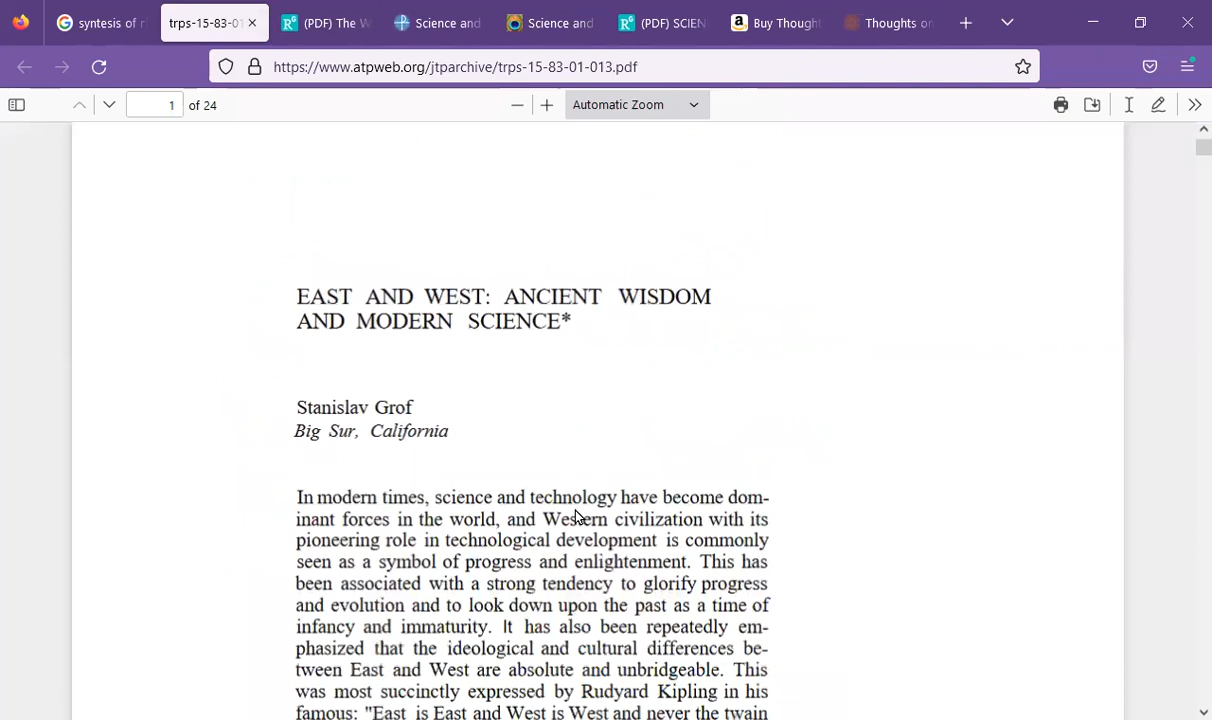 syntesis of r
trps-15-83-01
(PDF) The W
Science and
Science and
(PDF) SCIEN
Buy Thought
Thoughts on
https://www.atpweb.org/jtparchive/trps-15-83-01-013.pdf
1 of 24
Automatic Zoom
EAST AND WEST: ANCIENT WISDOM
AND MODERN SCIENCE*
Stanislav Grof
Big Sur, California
In modern times, science and technology have become dom-
inant forces in the world, and Western civilization with its
pioneering role in technological development is commonly
seen as a symbol of progress and enlightenment. This has
been associated with a strong tendency to glorify progress
and evolution and to look down upon the past as a time of
infancy and immaturity. It has also been repeatedly em-
phasized that the ideological and cultural differences be-
tween East and West are absolute and unbridgeable. This
was most succinctly expressed by Rudyard Kipling in his
famous: "East is East and West is West and never the twain